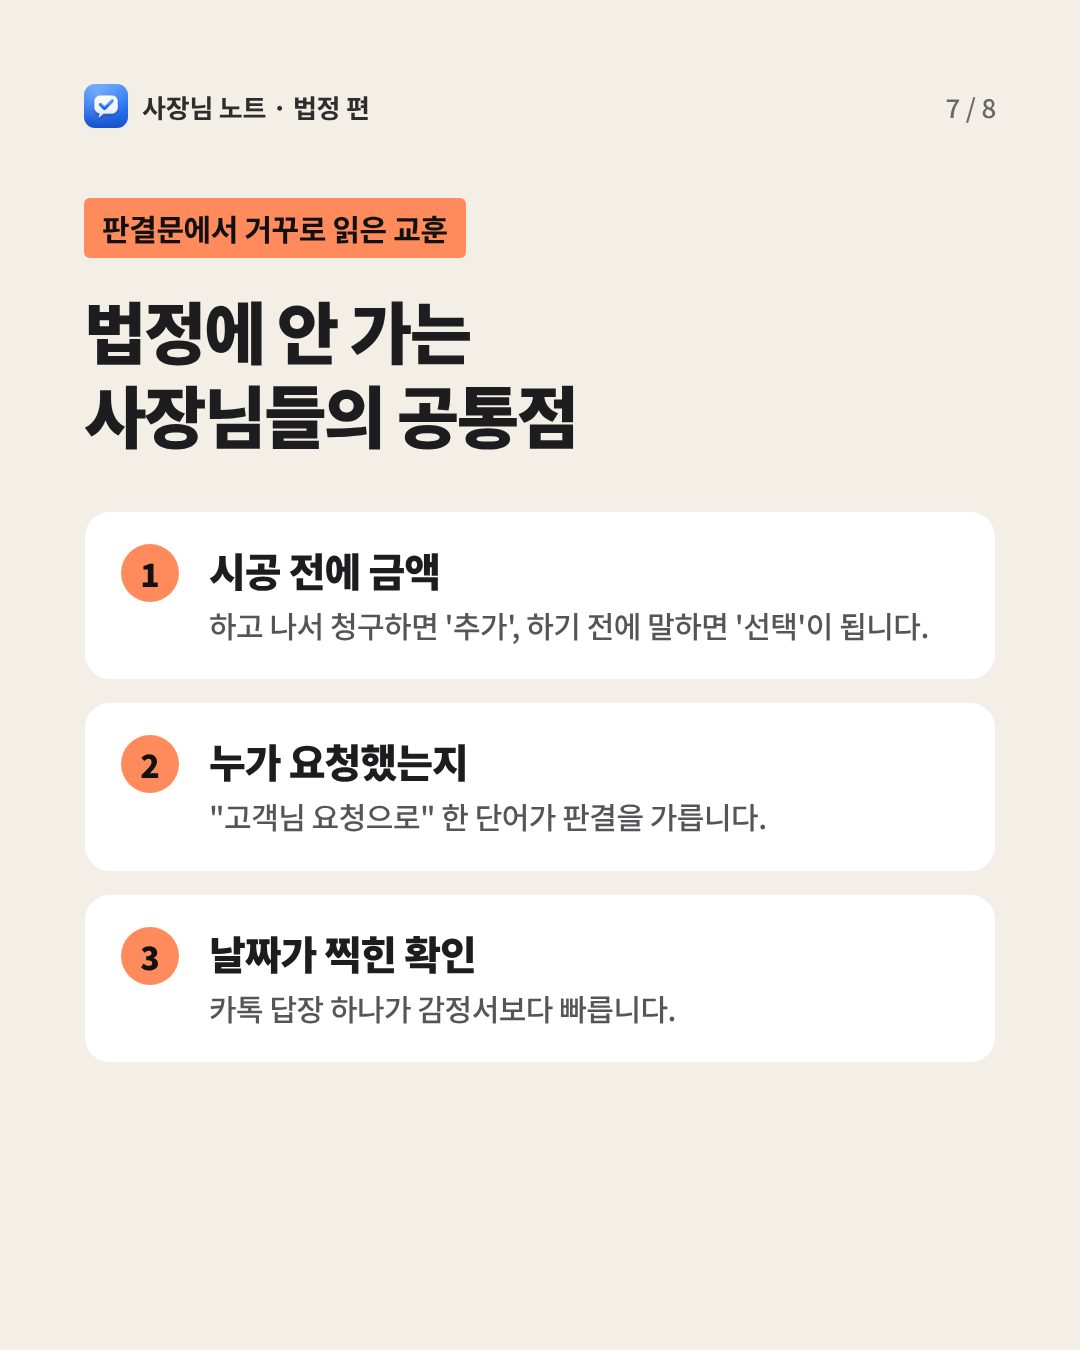 사장님 노트 · 법정 편
7 / 8
판결문에서 거꾸로 읽은 교훈
법정에 안 가는
사장님들의 공통점
1 시공 전에 금액
하고 나서 청구하면 '추가', 하기 전에 말하면 '선택'이 됩니다.
2 누가 요청했는지
"고객님 요청으로" 한 단어가 판결을 가릅니다.
3 날짜가 찍힌 확인
카톡 답장 하나가 감정서보다 빠릅니다.